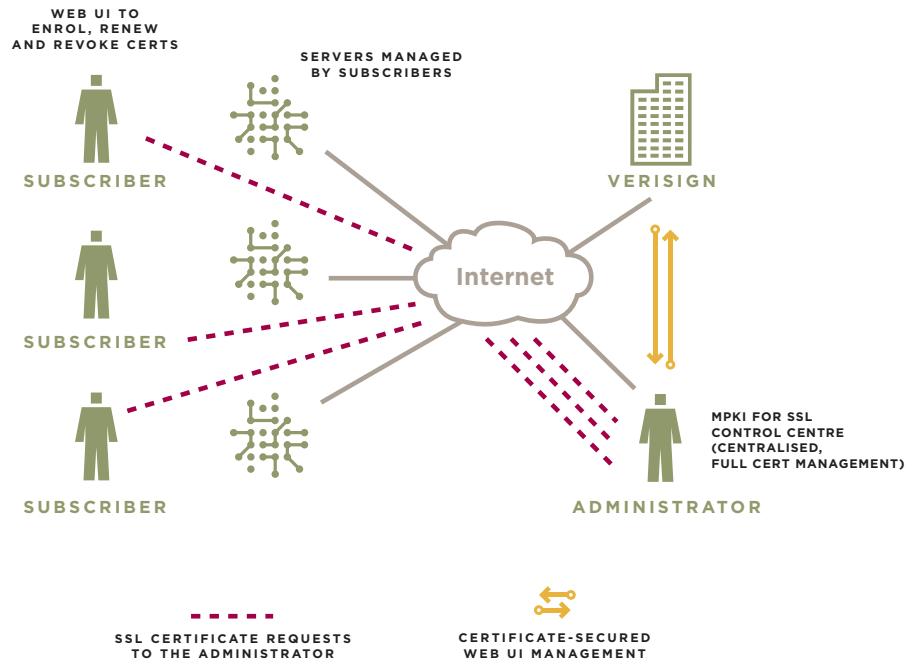 WEB UI TO
ENROL, RENEW
AND REVOKE CERTS
SERVERS MANAGED
BY SUBSCRIBERS
SUBSCRIBER
VERISIGN
Internet
SUBSCRIBER
MPKI FOR SSL
CONTROL CENTRE
(CENTRALISED,
FULL CERT MANAGEMENT)
SUBSCRIBER
ADMINISTRATOR
SSL CERTIFICATE REQUESTS
TO THE ADMINISTRATOR
CERTIFICATE-SECURED
WEB UI MANAGEMENT